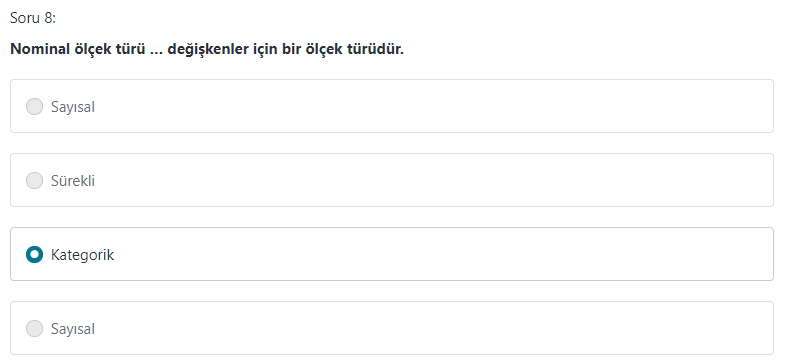 Soru 8:
Nominal ölçek türü ... değişkenler için bir ölçek türüdür.
Sayısal
Sürekli
Kategorik
Sayısal